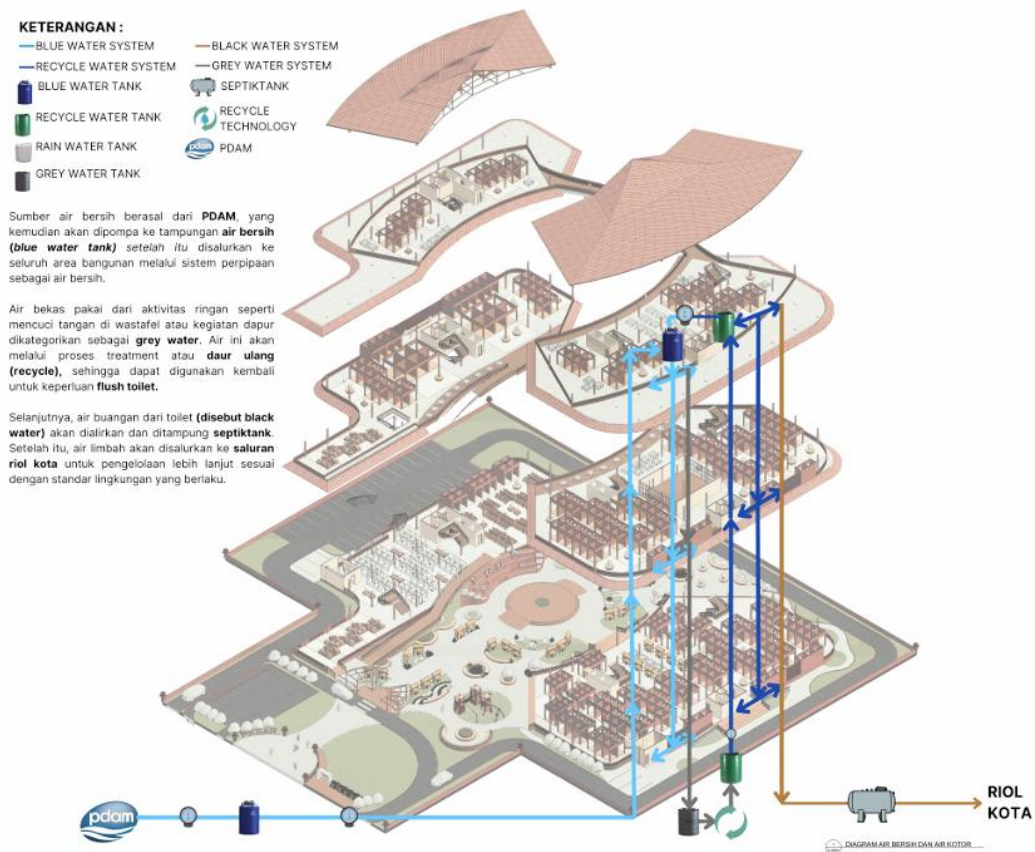 KETERANGAN :
BLUE WATER SYSTEM
BLACK WATER SYSTEM
RECYCLE WATER SYSTEM
GREY WATER SYSTEM
BLUE WATER TANK
SEPTIKTANK
RECYCLE WATER TANK
RECYCLE
TECHNOLOGY
RAIN WATER TANK
pdam
PDAM
GREY WATER TANK
Sumber air bersih berasal dari PDAM, yang
kemudian akan dipompa ke tampungan air bersih
(blue water tank) setelah itu disalurkan ke
seluruh area bangunan melalui sistem perpipaan
sebagai air bersih.
Air bekas pakai dari aktivitas ringan seperti
mencuci tangan di wastafel atau kegiatan dapur
dikategorikan sebagai grey water. Air ini akan
melalui proses treatment atau daur ulang
(recycle), sehingga dapat digunakan kembali
untuk keperluan flush toilet.
Selanjutnya, air buangan dari toilet (disebut black
water) akan dialirkan dan ditampung septiktank.
Setelah itu, air limbah akan disalurkan ke saluran
riol kota untuk pengelolaan lebih lanjut sesuai
dengan standar lingkungan yang berlaku.
pdam
RIOL
KOTA
DIAGRAM AIR BERSIH DAN AIR KOTOR